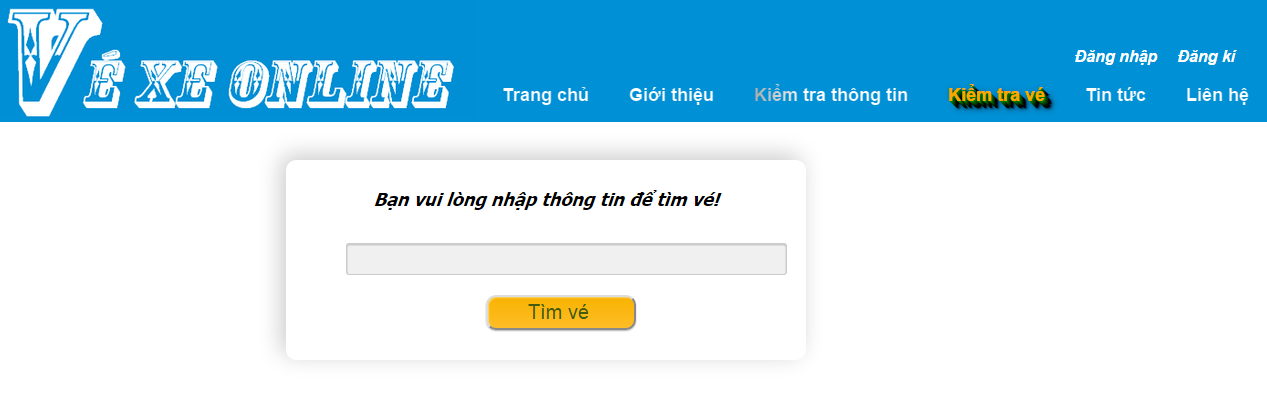 VÉ XE ONLINE
Đăng nhập Đăng kí
Trang chủ Giới thiệu Kiểm tra thông tin Kiểm tra vé Tin tức Liên hệ
Bạn vui lòng nhập thông tin để tìm vé!
Tìm vé